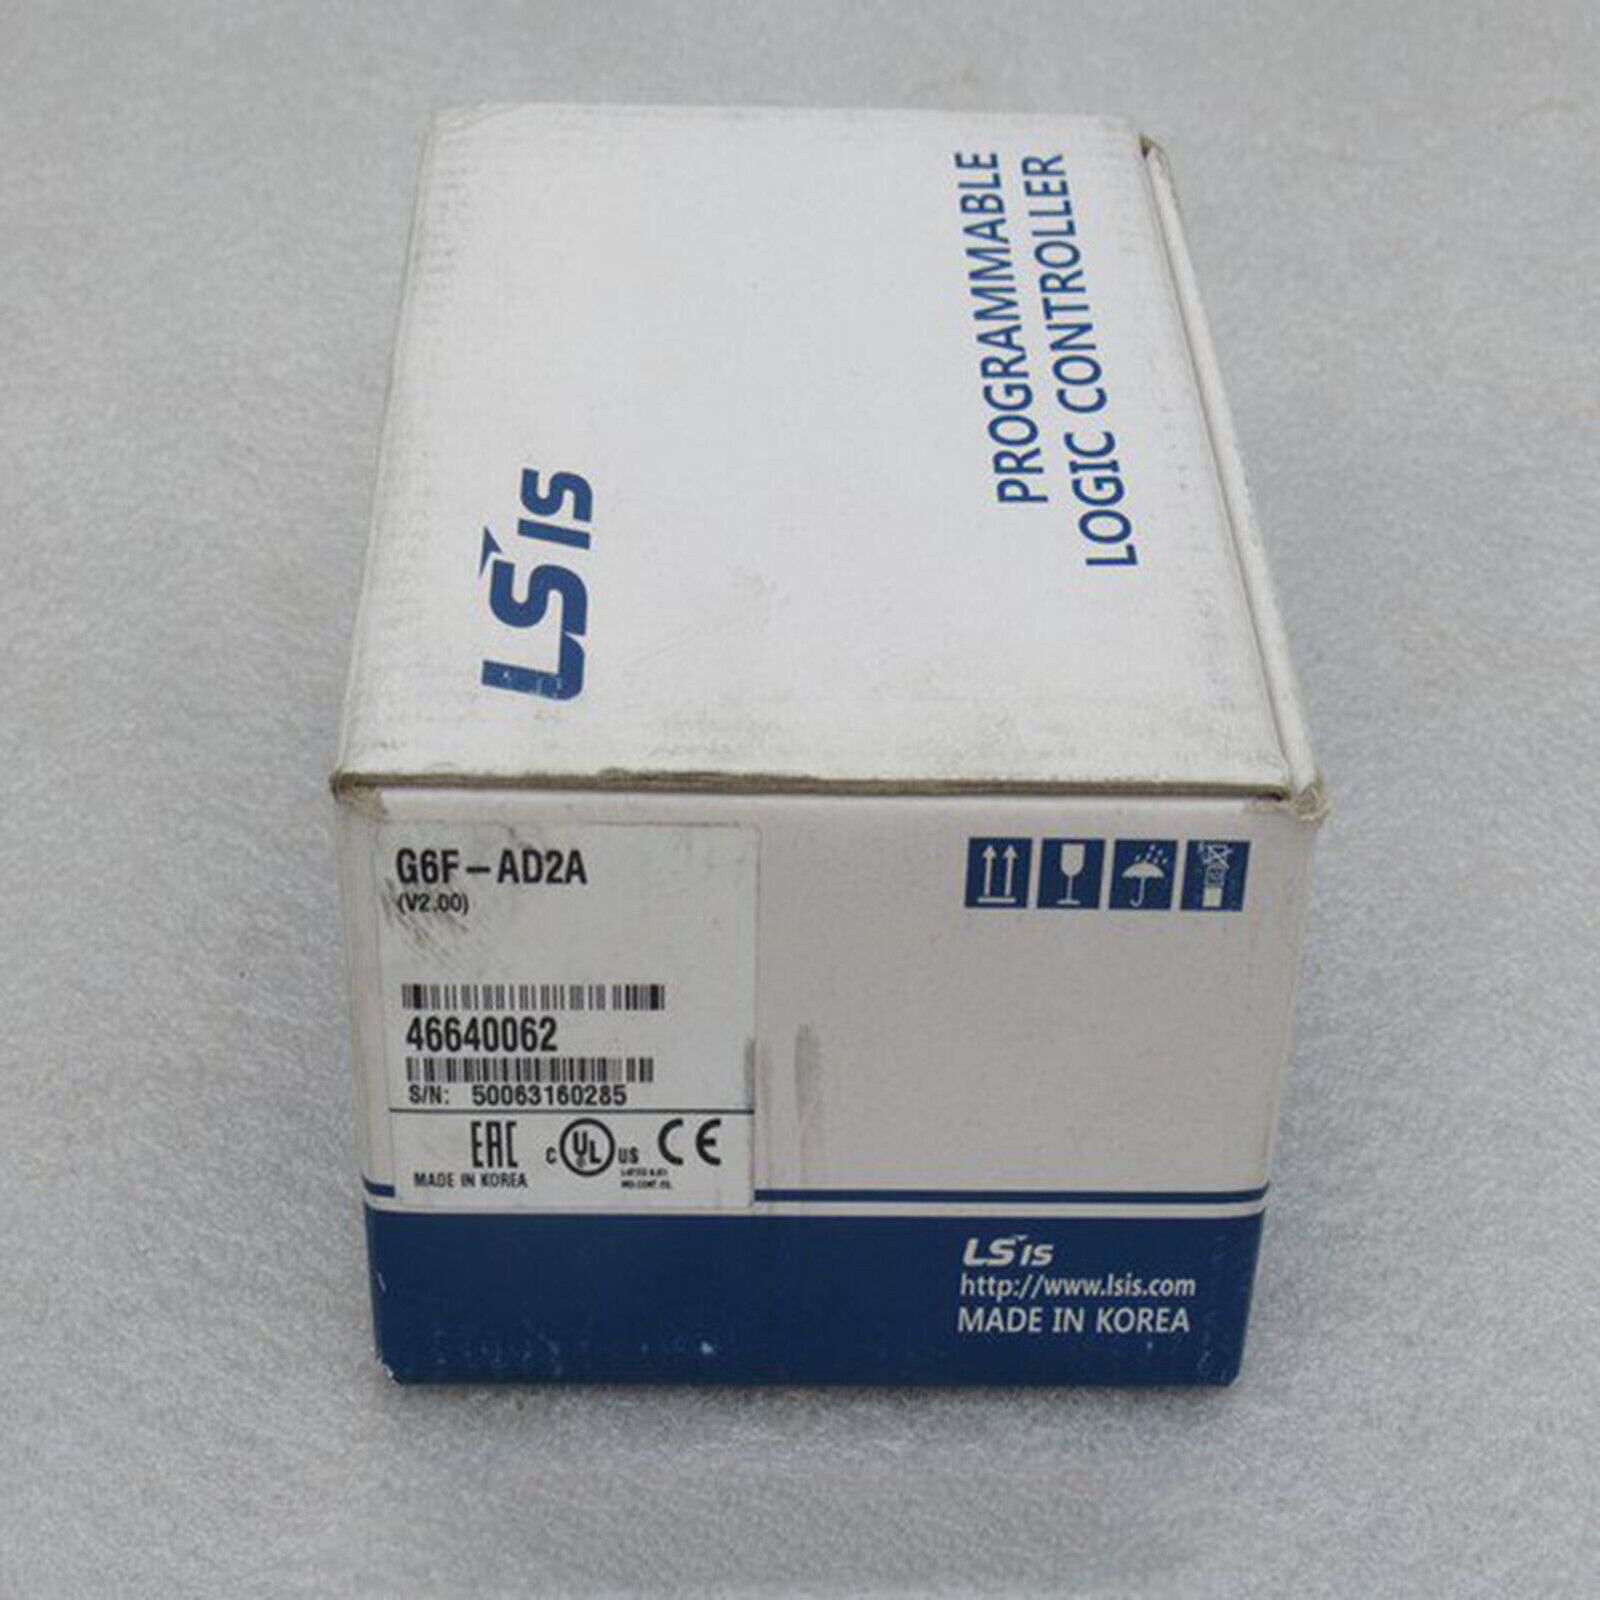 LSis
PROGRAMMABLE
LOGIC CONTROLLER
G6F-AD2A
(V2.00)
46640062
S/N: 50063160285
EAC C UL US CE
MADE IN KOREA
LSis
http://www.lsis.com
MADE IN KOREA